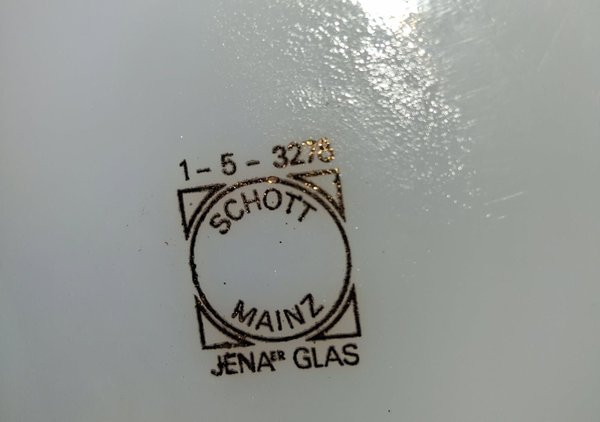 1-5-3278
SCHOTT
MAINZ
JENAER GLAS